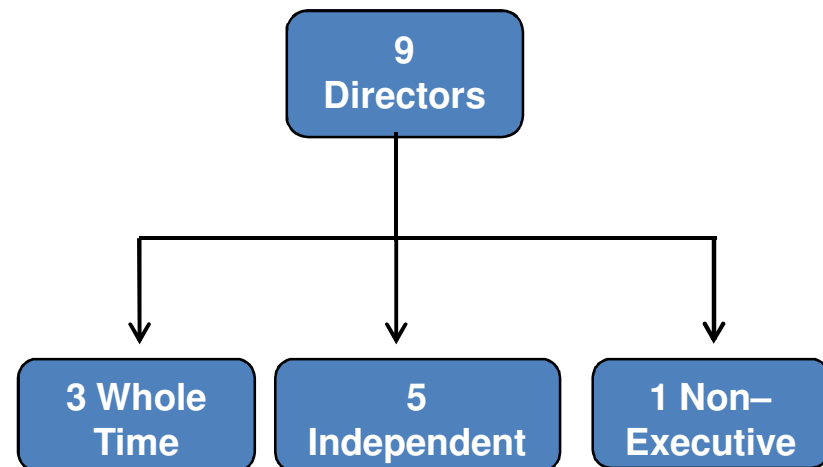 9
Directors
3 Whole
Time
5
Independent
1 Non–
Executive